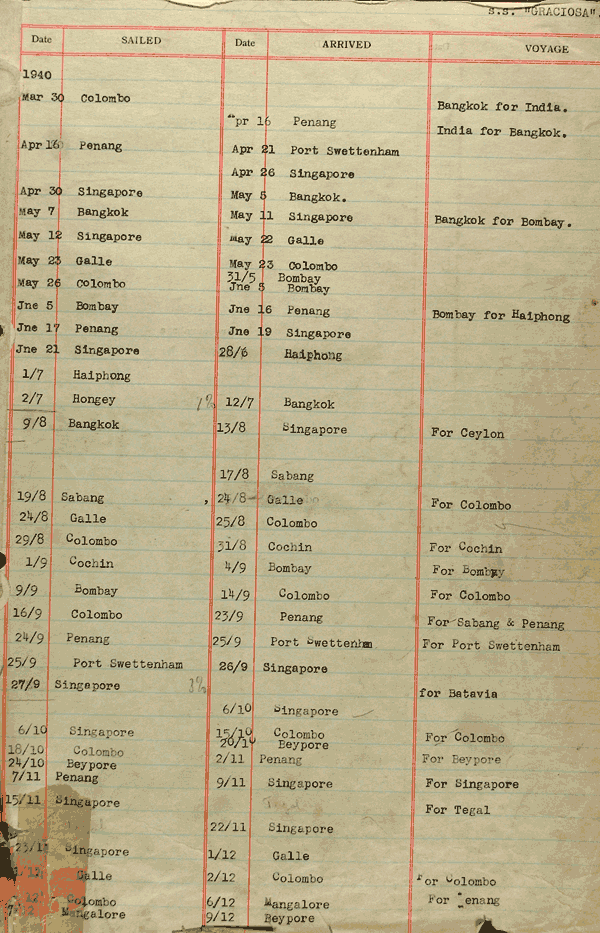 S.S. "GRACIOSA".
Date SAILED Date ARRIVED VOYAGE
1940
Mar 30 Colombo
Bangkok for India.
Apr 16 Penang
India for Bangkok.
Apr 16 Penang Apr 21 Port Swettenham
Apr 26 Singapore
Apr 30 Singapore May 5 Bangkok.
May 7 Bangkok May 11 Singapore Bangkok for Bombay.
May 12 Singapore May 22 Galle
May 23 Galle May 23 Colombo
31/5 Bombay
May 26 Colombo Jne 5 Bombay
Jne 5 Bombay Jne 16 Penang Bombay for Haiphong
Jne 17 Penang Jne 19 Singapore
Jne 21 Singapore 28/6 Haiphong
1/7 Haiphong
2/7 Hongey 12/7 Bangkok
9/8 Bangkok 13/8 Singapore For Ceylon
17/8 Sabang
19/8 Sabang 24/8 Galle For Colombo
24/8 Galle 25/8 Colombo
29/8 Colombo 31/8 Cochin For Cochin
1/9 Cochin 4/9 Bombay For Bombay
9/9 Bombay 14/9 Colombo For Colombo
16/9 Colombo 23/9 Penang For Sabang & Penang
24/9 Penang 25/9 Port Swettenham For Port Swettenham
25/9 Port Swettenham 26/9 Singapore
27/9 Singapore for Batavia
6/10 Singapore
6/10 Singapore 15/10 Colombo For Colombo
20/10 Beypore
18/10 Colombo 2/11 Penang For Beypore
24/10 Beypore
7/11 Penang 9/11 Singapore For Singapore
15/11 Singapore For Tegal
22/11 Singapore
23/11 Singapore 1/12 Galle
Galle 2/12 Colombo For Colombo
Colombo 6/12 Mangalore For Penang
Mangalore 9/12 Beypore